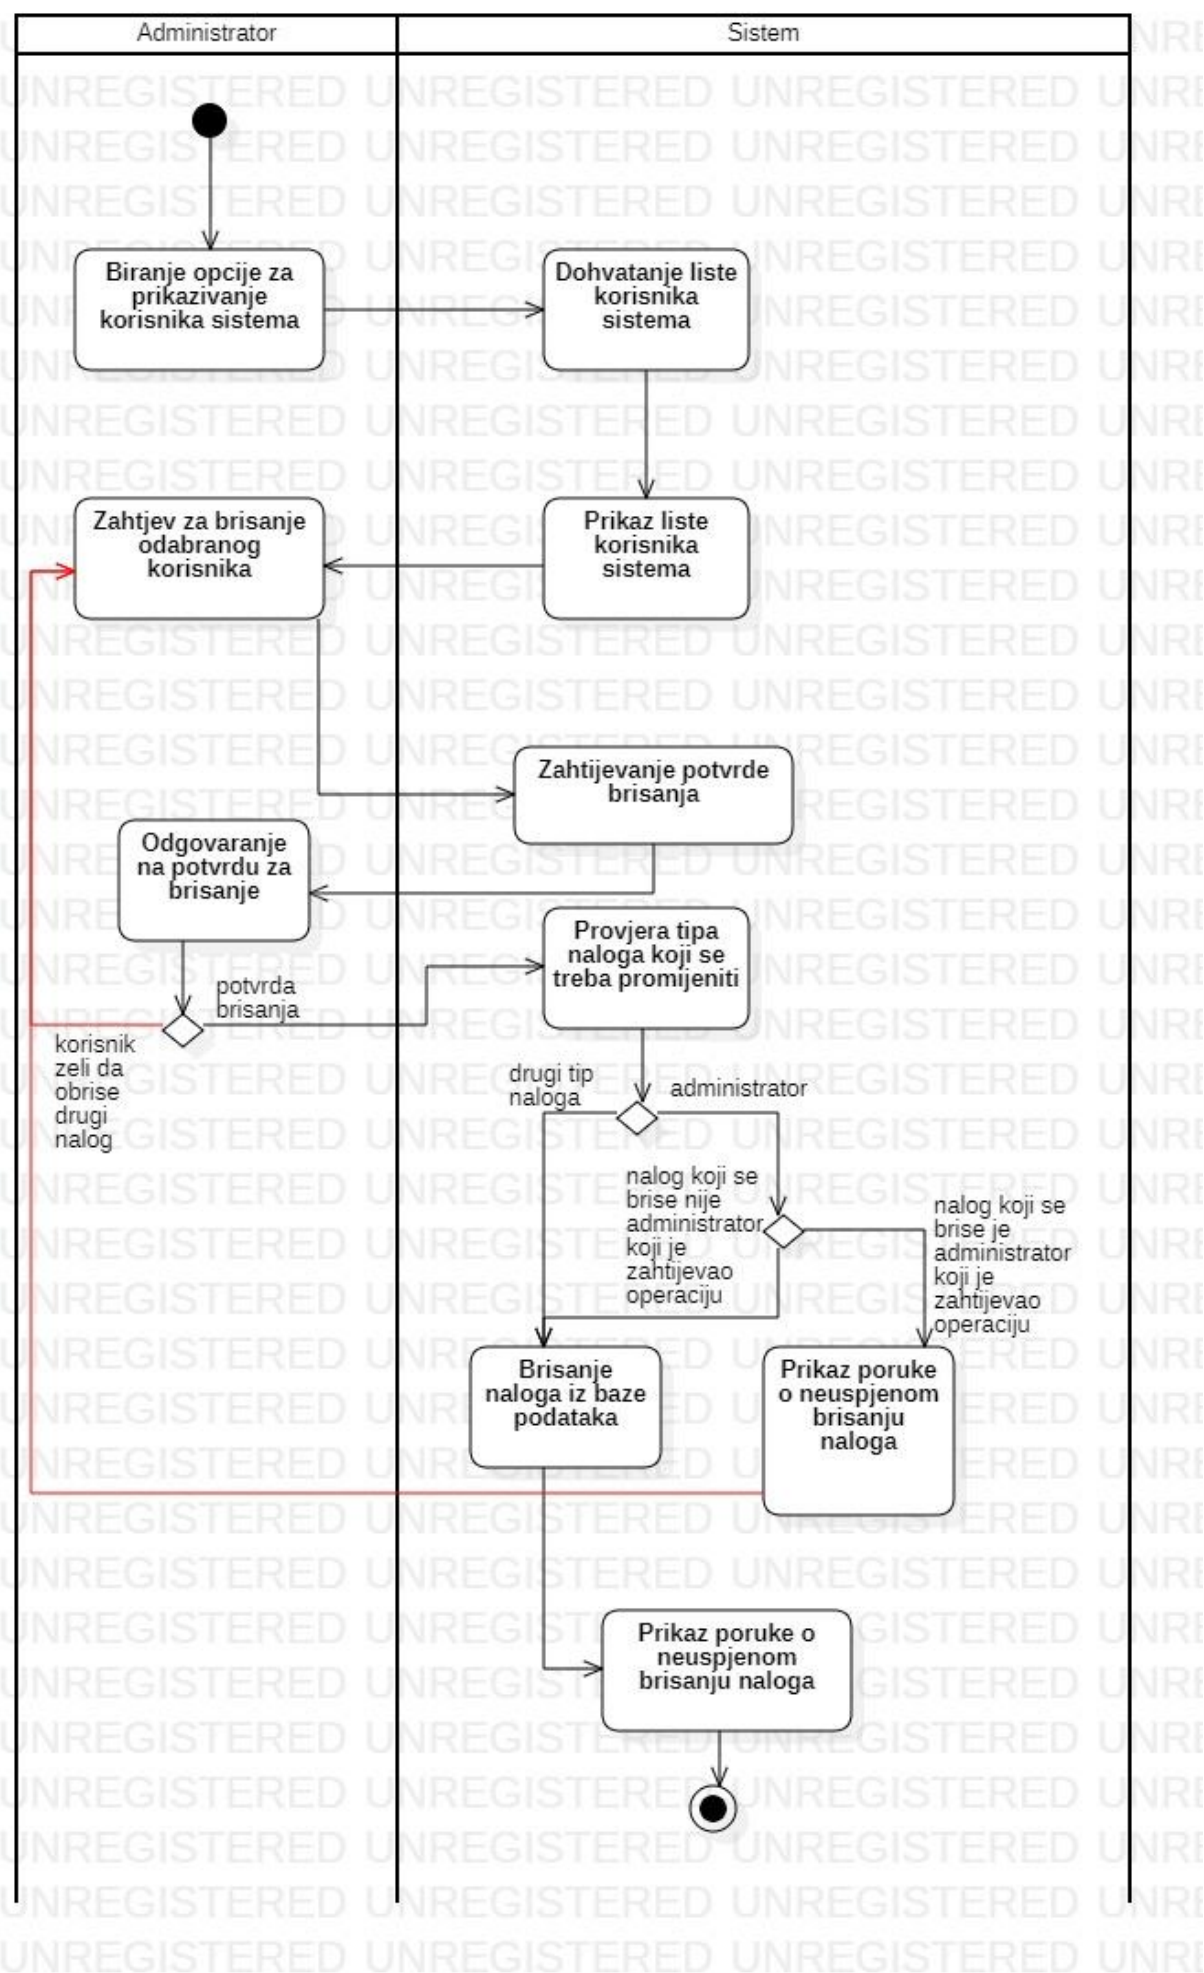 Administrator
Sistem
Biranje opcije za
prikazivanje
korisnika sistema
Dohvatanje liste
korisnika
sistema
Zahtjev za brisanje
odabranog
korisnika
Prikaz liste
korisnika
sistema
Zahtijevanje potvrde
brisanja
Odgovaranje
na potvrdu za
brisanje
Provjera tipa
naloga koji se
treba promijeniti
potvrda
brisanja
korisnik
zeli da
obrise
drugi
nalog
drugi tip
naloga
administrator
nalog koji se
brise nije
administrator
koji je
zahtijevao
operaciju
nalog koji se
brise je
administrator
koji je
zahtijevao
operaciju
Brisanje
naloga iz baze
podataka
Prikaz poruke
o neuspjenom
brisanju
naloga
Prikaz poruke o
neuspjenom
brisanju naloga
UNREGISTERED UNREGISTERED UNREGISTERED